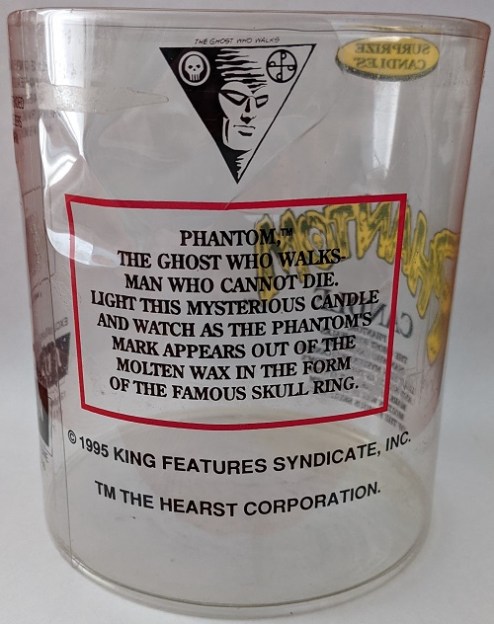 THE GHOST WHO WALKS
SURPRIZE
CANDLES
PHANTOM,™
THE GHOST WHO WALKS-
MAN WHO CANNOT DIE.
LIGHT THIS MYSTERIOUS CANDLE
AND WATCH AS THE PHANTOM'S
MARK APPEARS OUT OF THE
MOLTEN WAX IN THE FORM
OF THE FAMOUS SKULL RING.
PHANTOM
CANDLE
© 1995 KING FEATURES SYNDICATE, INC.
TM THE HEARST CORPORATION.